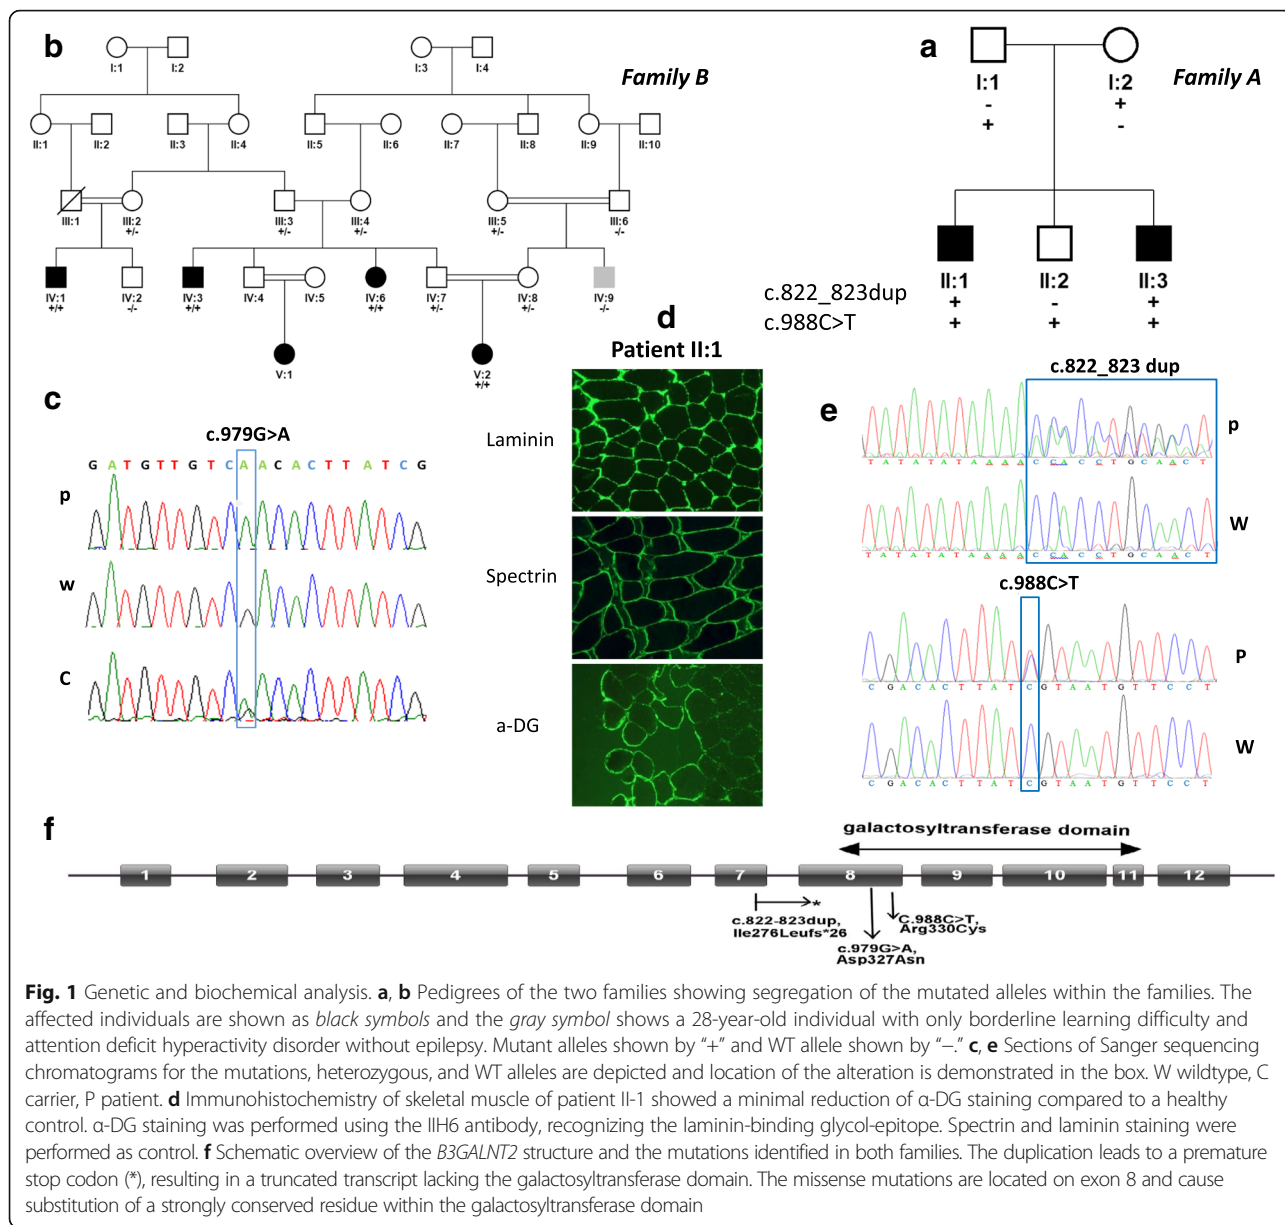 b
Family B
I:1
I:2
I:3
I:4
II:1
II:2
II:3
II:4
II:5
II:6
II:7
II:8
II:9
II:10
III:1
III:2
+/-
III:3
+/-
III:4
+/-
III:5
+/-
III:6
-/-
IV:1
+/+
IV:2
-/-
IV:3
+/+
IV:4
IV:5
IV:6
+/+
IV:7
+/-
IV:8
+/-
IV:9
-/-
V:1
V:2
+/+
a
Family A
I:1
-
+
I:2
+
-
II:1
II:2
II:3
c.822_823dup
+ - +
c.988C>T
+ + +
c
c.979G>A
G A T G T T G T C A A C A C T T A T C G
p
w
C
d
Patient II:1
Laminin
Spectrin
a-DG
e
c.822_823 dup
T A T A T A T A A A A C C A C C T G C A A C T
p
T A T A T A T A A A A C C A C C T G C A A C T
W
c.988C>T
C G A C A C T T A T C G T A A T G T T C C T
P
C G A C A C T T A T C G T A A T G T T C C T
W
f
galactosyltransferase domain
1 2 3 4 5 6 7 8 9 10 11 12
*
c.822-823dup,
Ile276Leufs*26
c.979G>A,
Asp327Asn
C.988C>T,
Arg330Cys
Fig. 1 Genetic and biochemical analysis. a, b Pedigrees of the two families showing segregation of the mutated alleles within the families. The
affected individuals are shown as black symbols and the gray symbol shows a 28-year-old individual with only borderline learning difficulty and
attention deficit hyperactivity disorder without epilepsy. Mutant alleles shown by “+” and WT allele shown by “−.” c, e Sections of Sanger sequencing
chromatograms for the mutations, heterozygous, and WT alleles are depicted and location of the alteration is demonstrated in the box. W wildtype, C
carrier, P patient. d Immunohistochemistry of skeletal muscle of patient II-1 showed a minimal reduction of α-DG staining compared to a healthy
control. α-DG staining was performed using the IIH6 antibody, recognizing the laminin-binding glycol-epitope. Spectrin and laminin staining were
performed as control. f Schematic overview of the B3GALNT2 structure and the mutations identified in both families. The duplication leads to a premature
stop codon (*), resulting in a truncated transcript lacking the galactosyltransferase domain. The missense mutations are located on exon 8 and cause
substitution of a strongly conserved residue within the galactosyltransferase domain